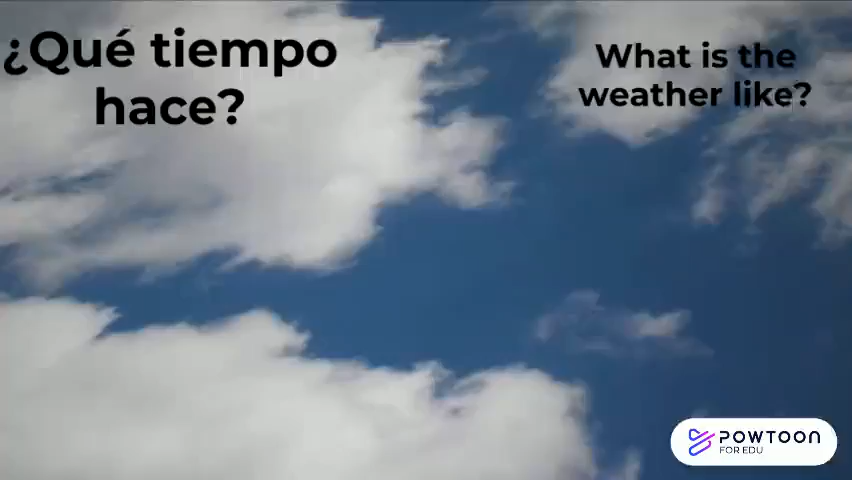 ¿Qué tiempo
hace?
What is the
weather like?
POWTOON
FOR EDU